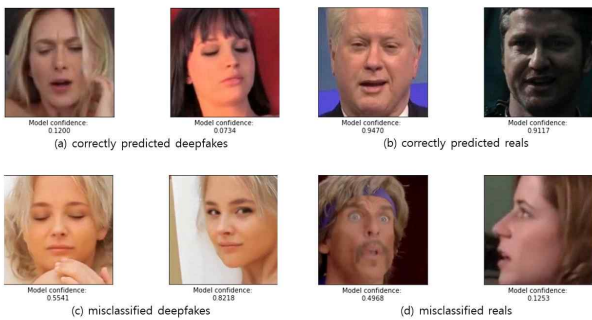 Model confidence:
0.1200
Model confidence:
0.0734
Model confidence:
0.9470
Model confidence:
0.9117
(a) correctly predicted deepfakes
(b) correctly predicted reals
Model confidence:
0.5541
Model confidence:
0.8218
Model confidence:
0.4968
Model confidence:
0.1253
(c) misclassified deepfakes
(d) misclassified reals